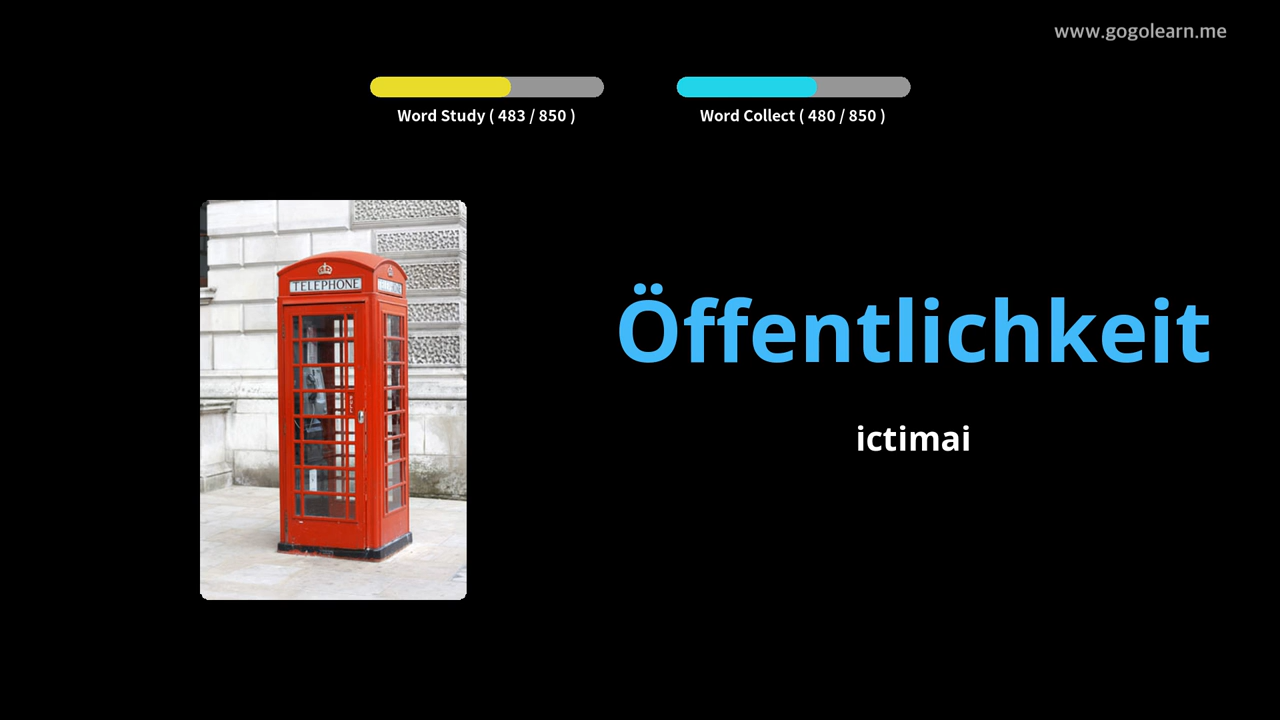 www.gogolearn.me
Word Study ( 483 / 850 )
Word Collect ( 480 / 850 )
TELEPHONE
Öffentlichkeit
ictimai